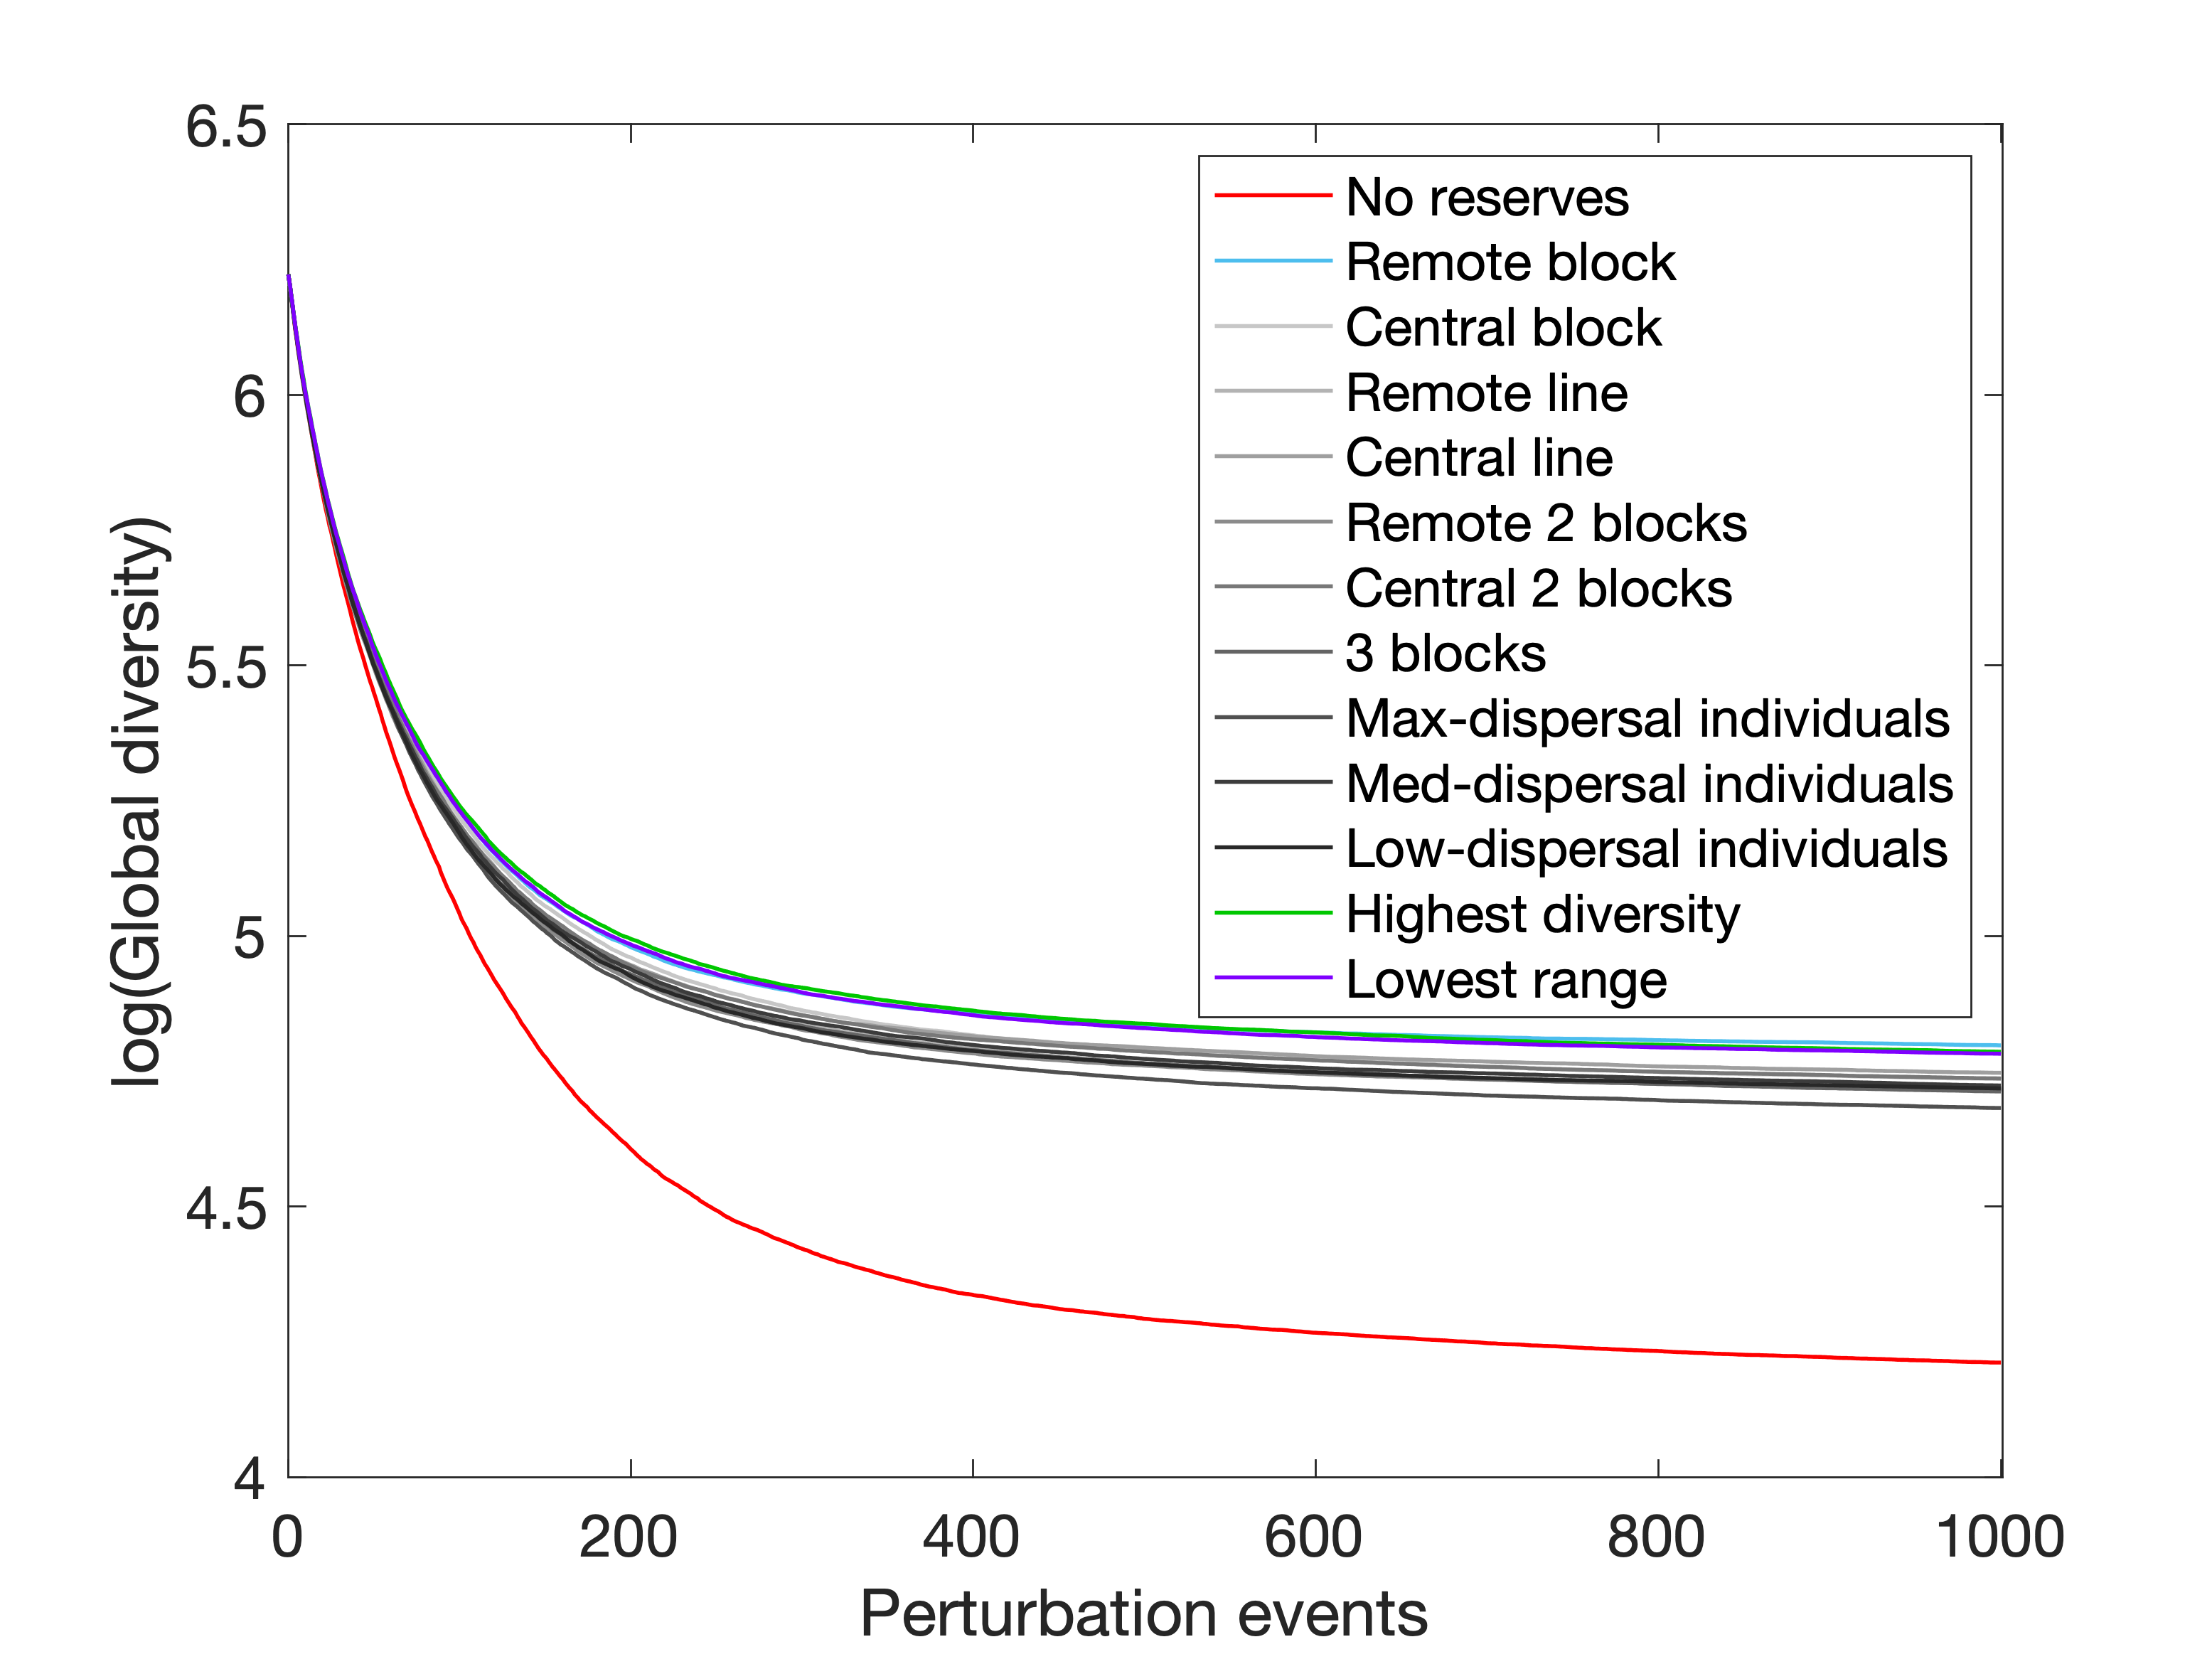 6.5
6
5.5
5
4.5
4
log(Global diversity)
No reserves
Remote block
Central block
Remote line
Central line
Remote 2 blocks
Central 2 blocks
3 blocks
Max-dispersal individuals
Med-dispersal individuals
Low-dispersal individuals
Highest diversity
Lowest range
0 200 400 600 800 1000
Perturbation events